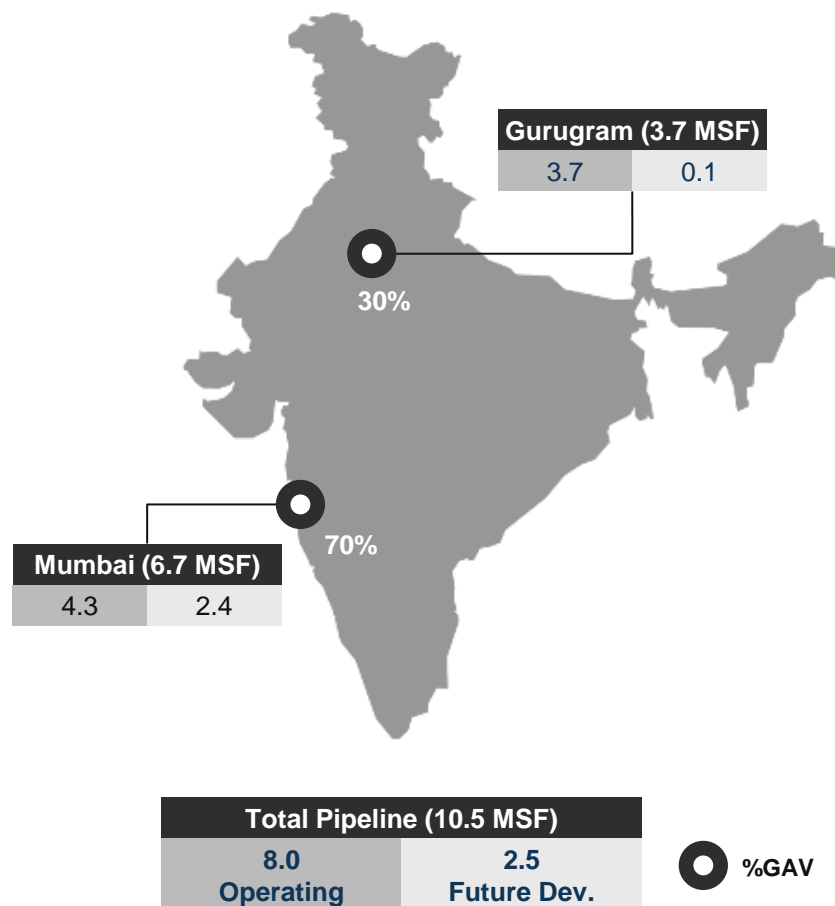 Gurugram (3.7 MSF)
3.7 0.1
30%
70%
Mumbai (6.7 MSF)
4.3 2.4
Total Pipeline (10.5 MSF)
8.0 2.5
Operating Future Dev.
%GAV